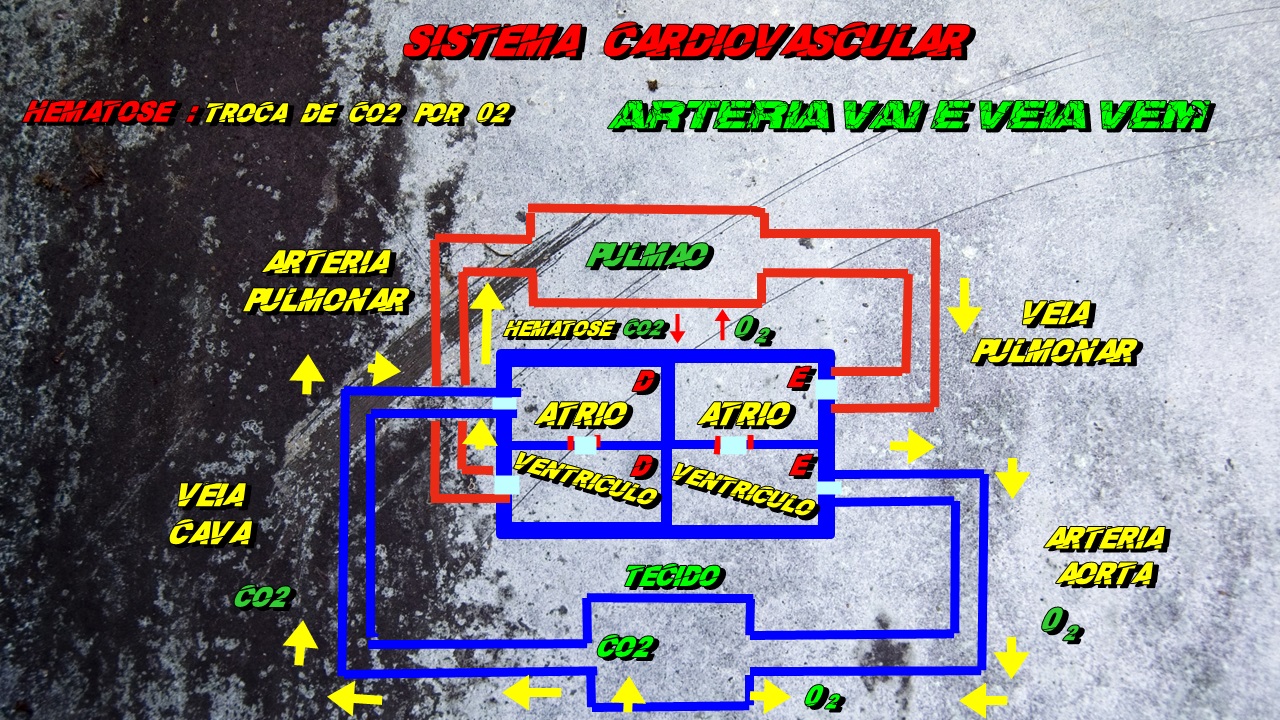 SISTEMA CARDIOVASCULAR
HEMATOSE : TROCA DE CO2 POR O2
ARTERIA VAI E VEIA VEM
PULMAO
ARTERIA
PULMONAR
HEMATOSE CO2 O2
VEIA
PULMONAR
D
E
ATRIO
ATRIO
D
E
VENTRICULO
VENTRICULO
VEIA
CAVA
CO2
TECIDO
CO2
ARTERIA
AORTA
O2
O2